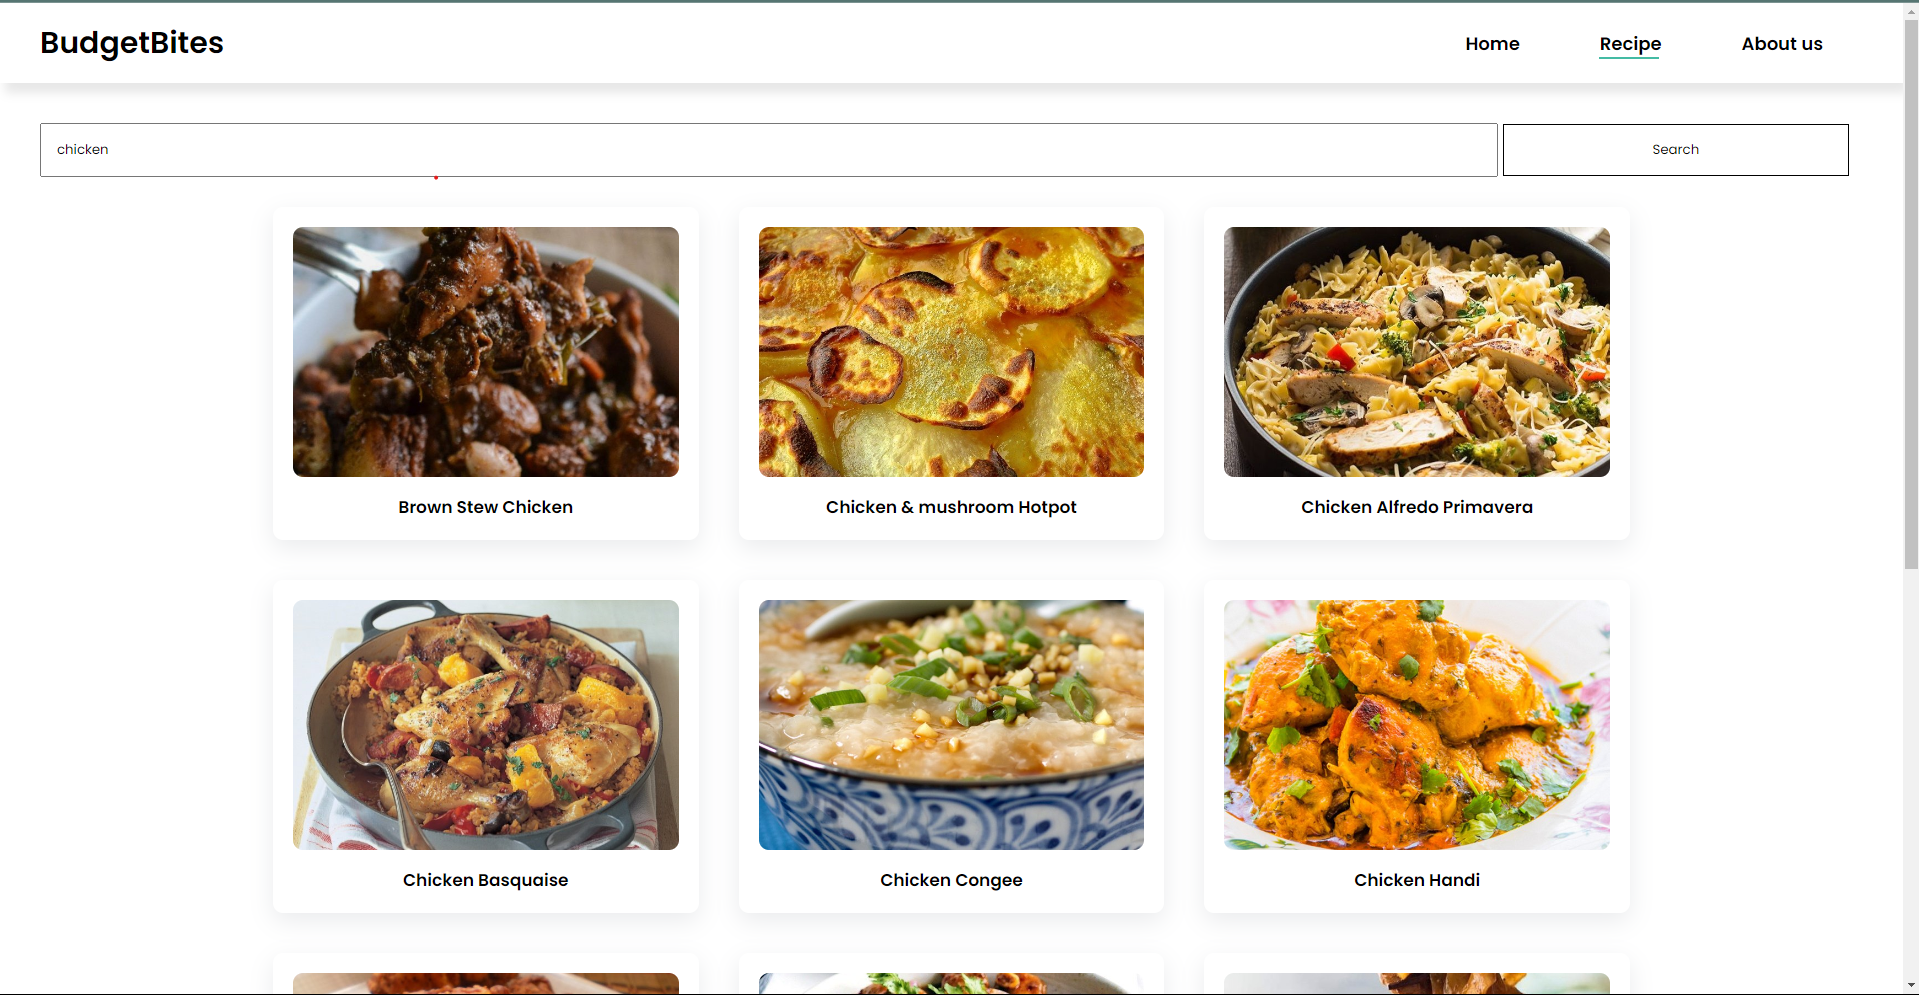 BudgetBites
Home
Recipe
About us
chicken
Search
Brown Stew Chicken
Chicken & mushroom Hotpot
Chicken Alfredo Primavera
Chicken Basquaise
Chicken Congee
Chicken Handi